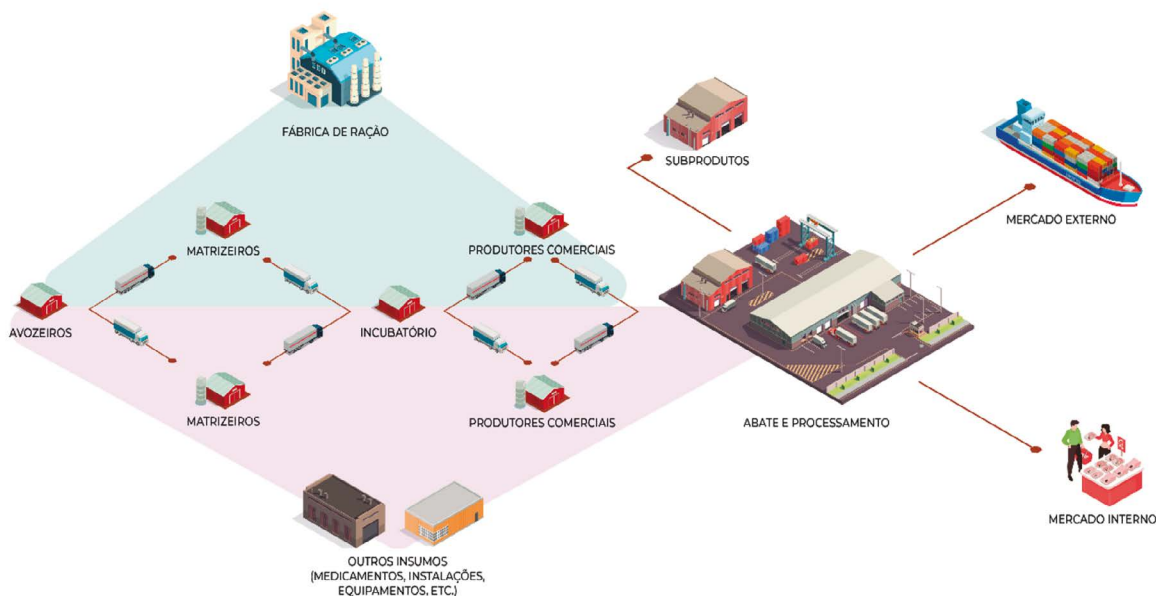 FÁBRICA DE RAÇÃO
SUBPRODUTOS
MERCADO EXTERNO
MATRIZEIROS
PRODUTORES COMERCIAIS
AVOZEIROS
INCUBATÓRIO
MATRIZEIROS
PRODUTORES COMERCIAIS
ABATE E PROCESSAMENTO
MERCADO INTERNO
OUTROS INSUMOS
(MEDICAMENTOS, INSTALAÇÕES,
EQUIPAMENTOS, ETC.)